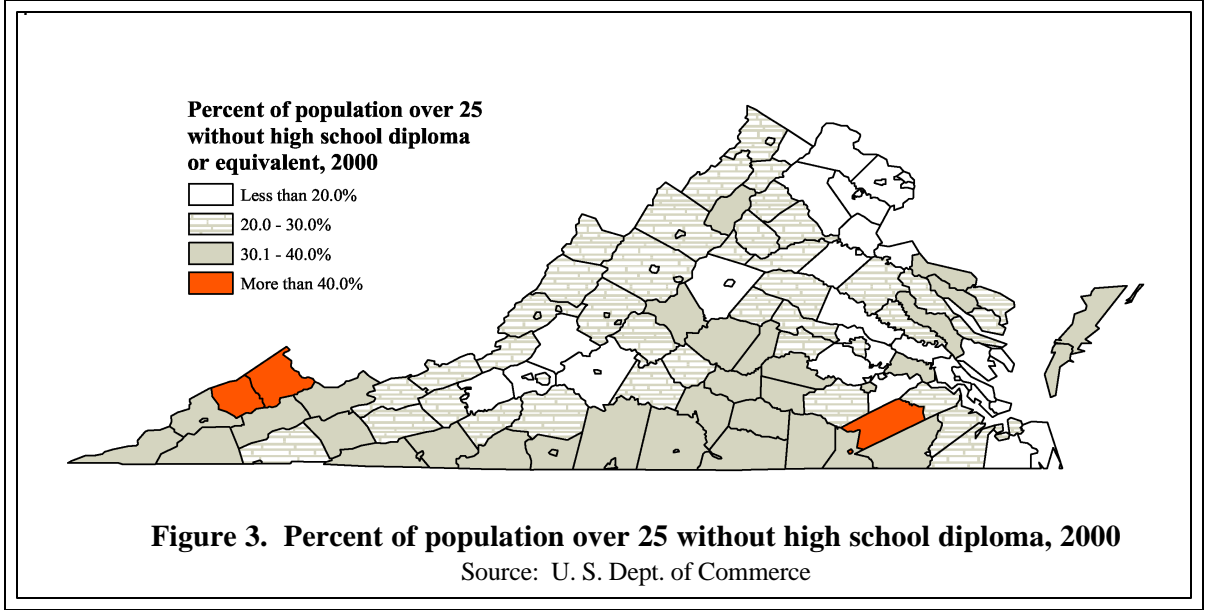 Percent of population over 25
without high school diploma
or equivalent, 2000
Less than 20.0%
20.0 - 30.0%
30.1 - 40.0%
More than 40.0%
Figure 3.  Percent of population over 25 without high school diploma, 2000
Source:  U. S. Dept. of Commerce